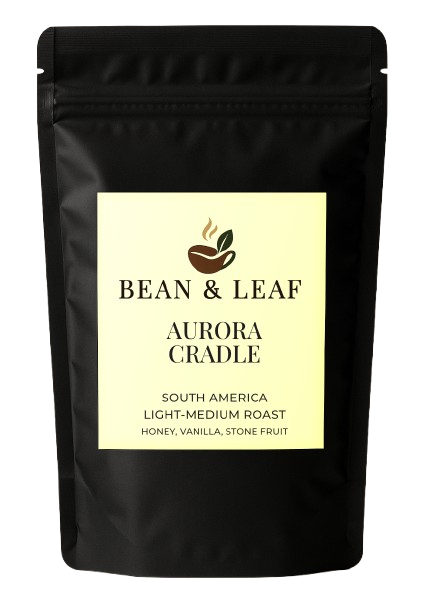 BEAN & LEAF
AURORA
CRADLE
SOUTH AMERICA
LIGHT-MEDIUM ROAST
HONEY, VANILLA, STONE FRUIT